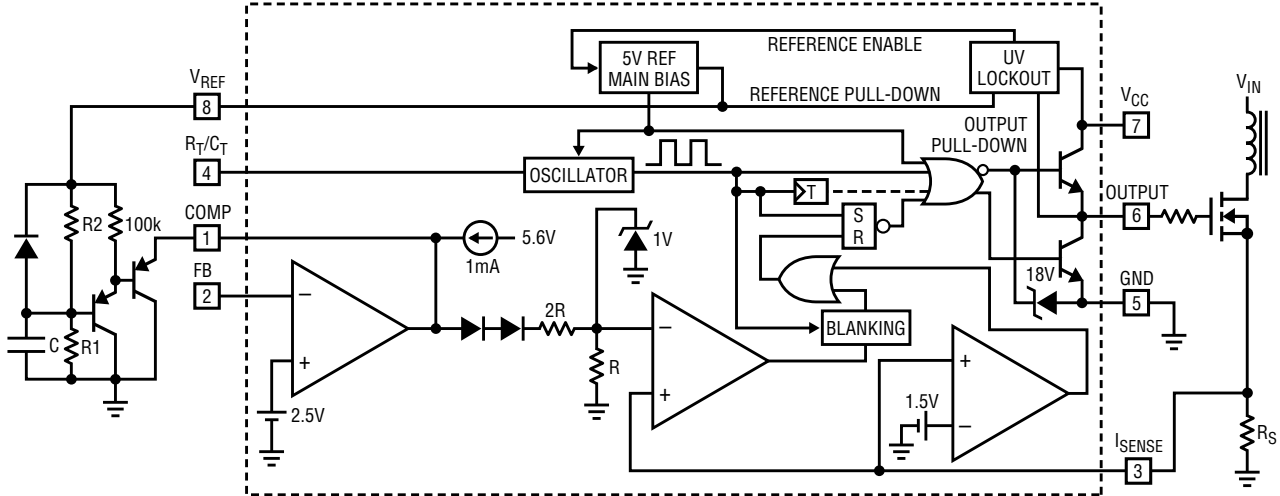 REFERENCE ENABLE
5V REF
MAIN BIAS
UV
LOCKOUT
V_REF
8
REFERENCE PULL-DOWN
V_CC
7
V_IN
R_T/C_T
4
OSCILLATOR
OUTPUT
PULL-DOWN
T
OUTPUT
6
R2
100k
COMP
1
5.6V
1mA
S
R
1V
FB
2
18V
GND
5
C
R1
2R
R
BLANKING
2.5V
1.5V
I_SENSE
3
R_S